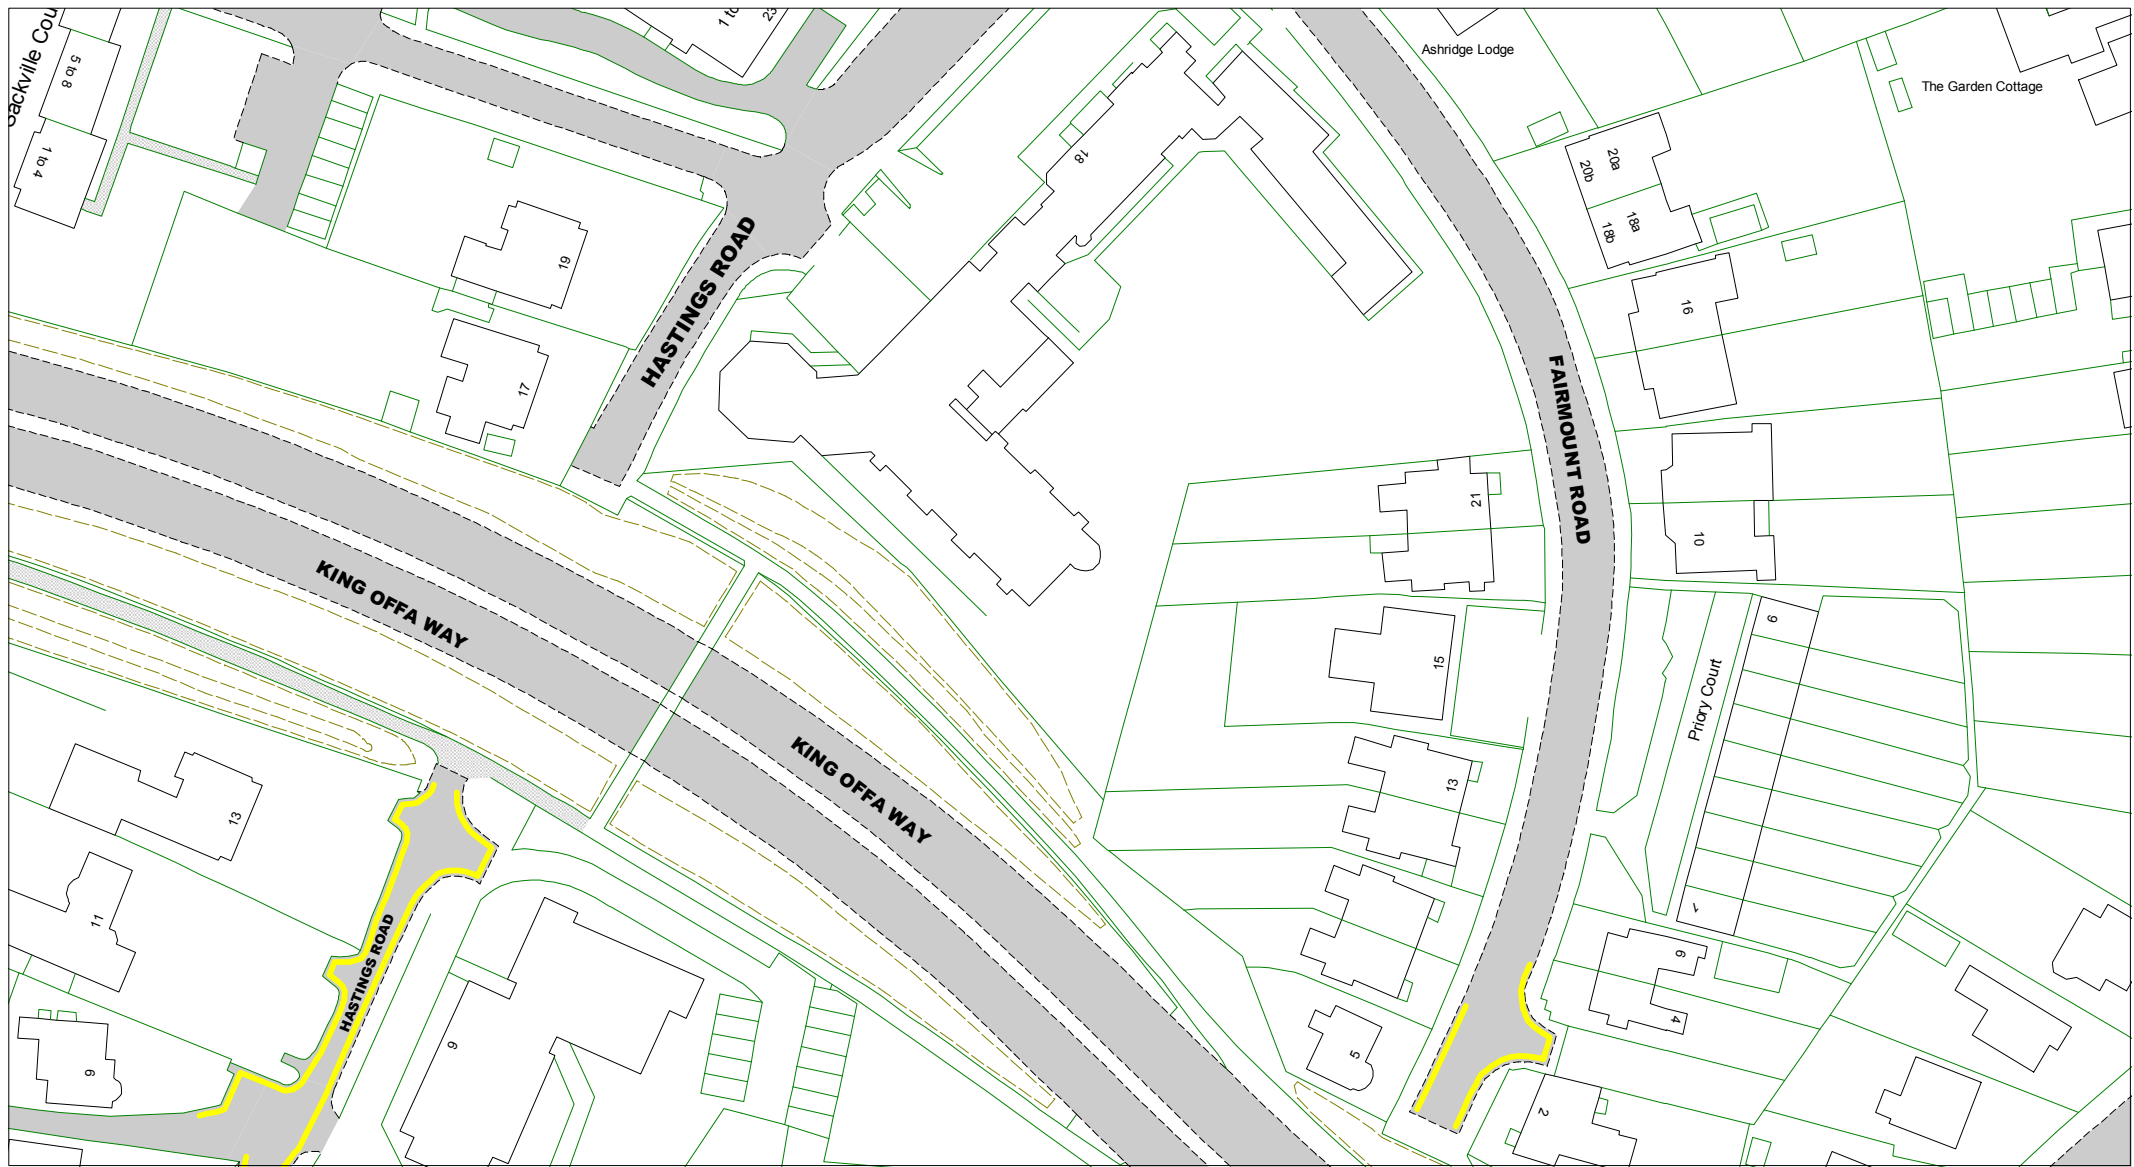 Sackville Cou
5 to 8
1 to 4
1 to
23
Ashridge Lodge
The Garden Cottage
18
20a
20b
18a
18b
19
HASTINGS ROAD
16
17
FAIRMOUNT ROAD
21
10
KING OFFA WAY
9
15
Priory Court
KING OFFA WAY
13
13
11
1
HASTINGS ROAD
6
4
9
9
5
2